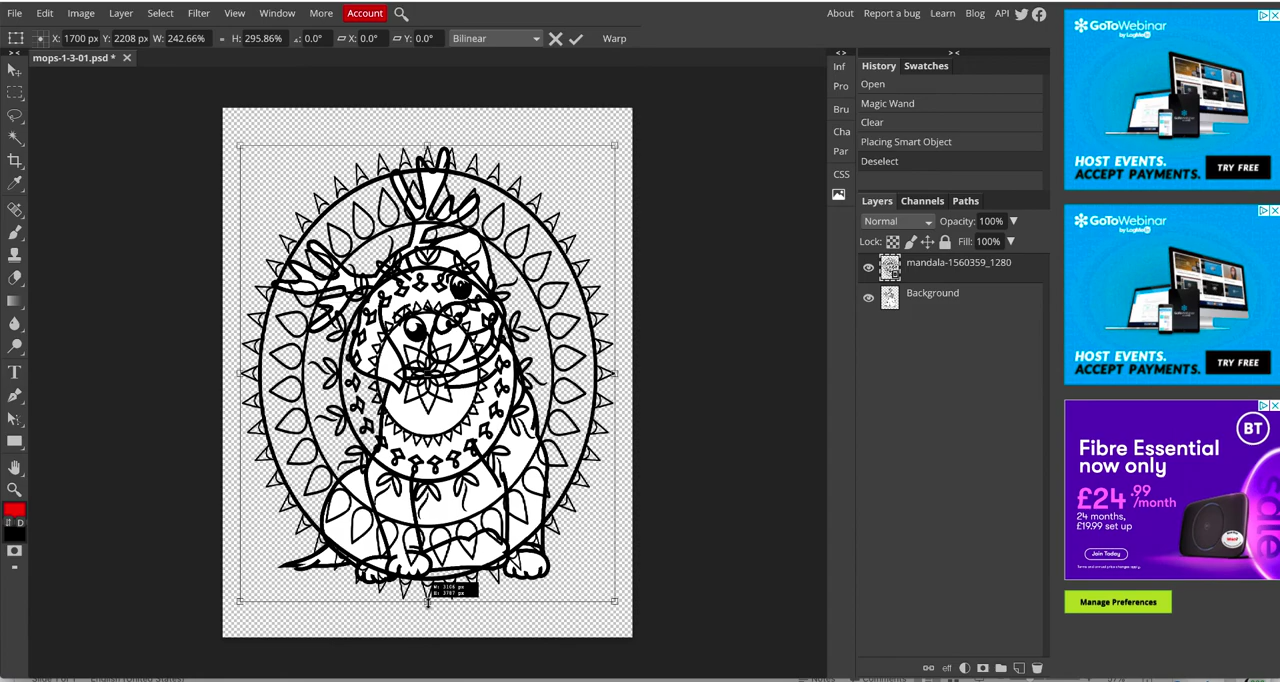 File Edit Image Layer Select Filter View Window More Account
About Report a bug Learn Blog API
X: 1700 px Y: 2208 px W: 242.66% H: 295.86% 0.0° X: 0.0° Y: 0.0° Bilinear Warp
mops-1-3-01.psd *
Inf
Pro
Bru
Cha
Par
CSS
History Swatches
Open
Magic Wand
Clear
Placing Smart Object
Deselect
Layers Channels Paths
Normal Opacity: 100%
Lock: Fill: 100%
mandala-1560359_1280
Background
D
eff
GoToWebinar
by LogMeIn
HOST EVENTS.
ACCEPT PAYMENTS. TRY FREE
GoToWebinar
by LogMeIn
HOST EVENTS.
ACCEPT PAYMENTS. TRY FREE
BT
Fibre Essential
now only
£24.99
/month
24 months,
£19.99 set up
Join Today
sale
Manage Preferences